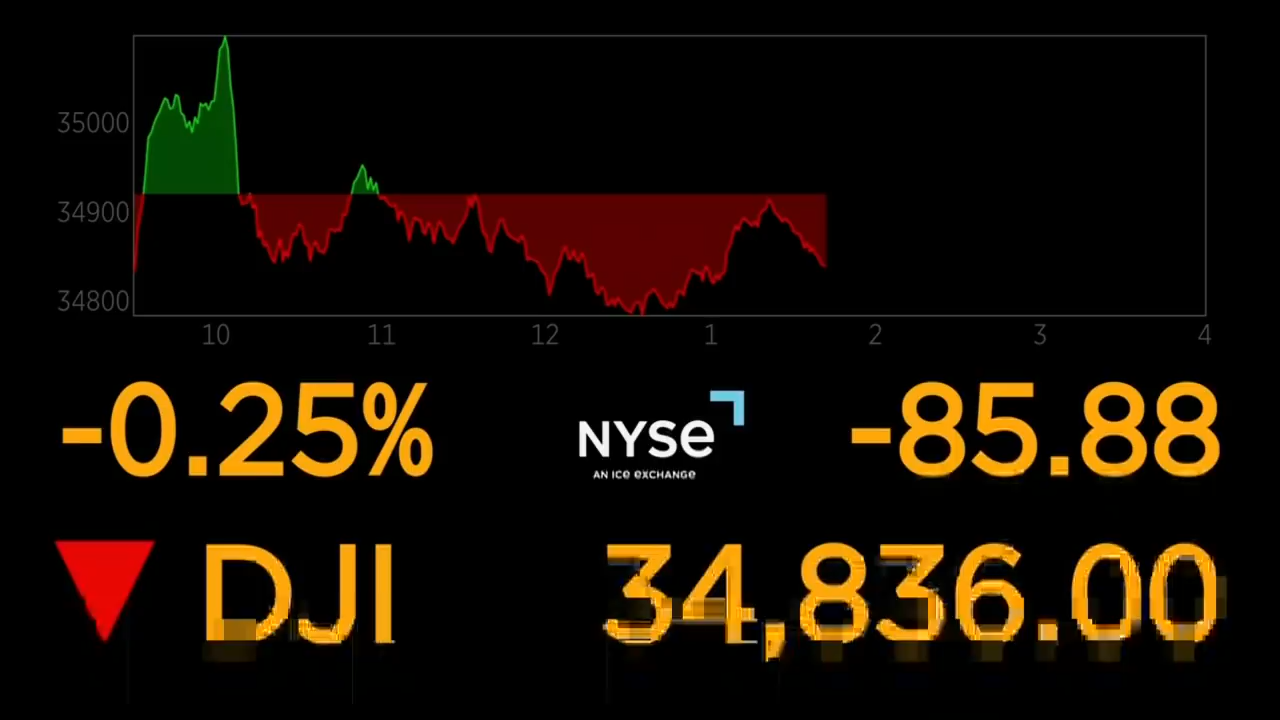 35000
34900
34800
10 11 12 1 2 3 4
-0.25% NYSE -85.88
AN ICE EXCHANGE
DJI 34,836.00